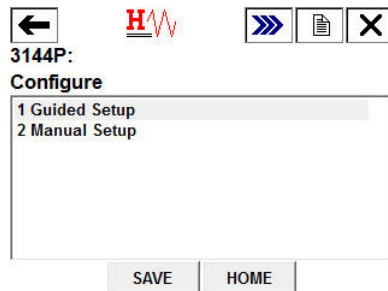 H
3144P:
Configure
1 Guided Setup
2 Manual Setup
SAVE HOME